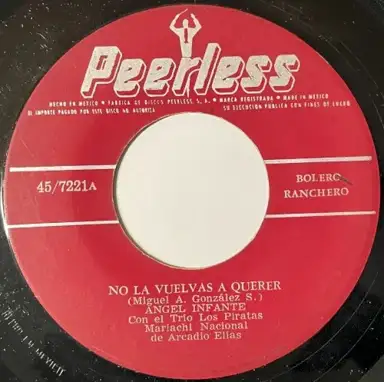 Peerless
HECHO EN MEXICO • FABRICA DE DISCOS PEERLESS, S. A. • MARCA REGISTRADA • MADE IN MEXICO
EL IMPORTE PAGADO POR ESTE DISCO NO AUTORIZA SU EJECUCION PUBLICA CON FINES DE LUCRO
45/7221A
BOLERO
RANCHERO
NO LA VUELVAS A QUERER
(Miguel A. González S.)
ANGEL INFANTE
Con el Trío Los Piratas
Mariachi Nacional
de Arcadio Elías